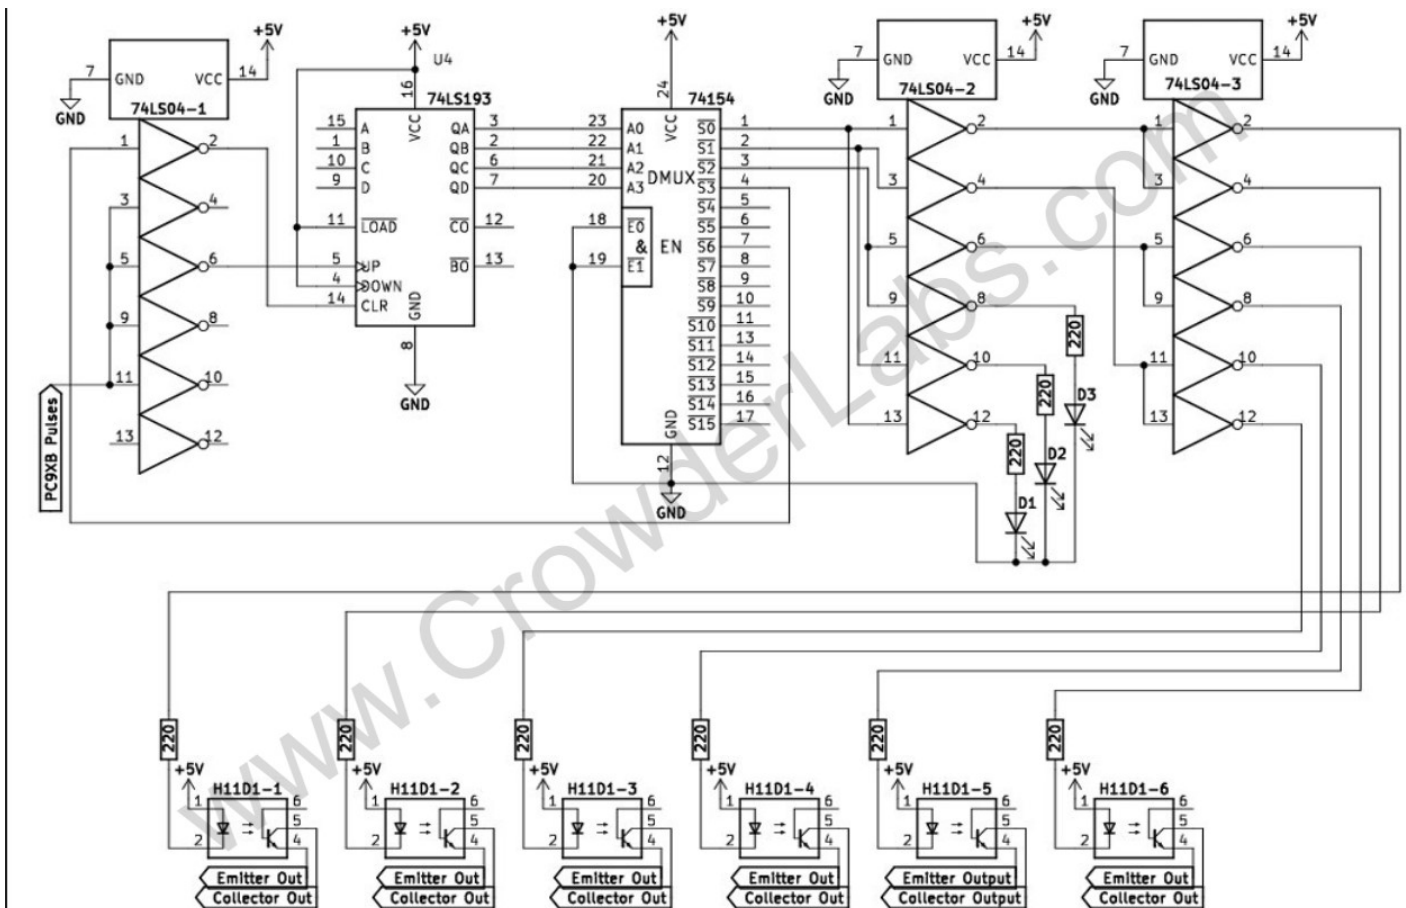 +5V
+5V
+5V
+5V
+5V
U4
7 GND VCC 14
74LS04-1
GND
16
74LS193
24
74154
7 GND VCC 14
74LS04-2
GND
7 GND VCC 14
74LS04-3
GND
15 A VCC QA 3
1 B QB 2
10 C QC 6
9 D QD 7
11 LOAD CO 12
5 UP BO 13
4 DOWN
14 CLR GND
8
GND
23 A0 VCC S0 1
22 A1 S1 2
21 A2 DMUX S2 3
20 A3 S3 4
S4 5
18 E0 S5 6
& EN S6 7
19 E1 S7 8
S8 9
S9 10
S10 11
S11 13
S12 14
S13 15
S14 16
GND S15 17
12
GND
1 2
3 4
5 6
9 8
11 10
13 12
PC9XB Pulses
1 2
3 4
5 6
9 8
11 10
13 12
220
220
220
D3
D2
D1
1 2
3 4
5 6
9 8
11 10
13 12
www.CrowderLabs.com
220 220 220 220 220 220
+5V +5V +5V +5V +5V +5V
H11D1-1 H11D1-2 H11D1-3 H11D1-4 H11D1-5 H11D1-6
1 6 1 6 1 6 1 6 1 6 1 6
5 5 5 5 5 5
2 4 2 4 2 4 2 4 2 4 2 4
Emitter Out Emitter Out Emitter Out Emitter Out Emitter Output Emitter Out
Collector Out Collector Out Collector Out Collector Out Collector Output Collector Out